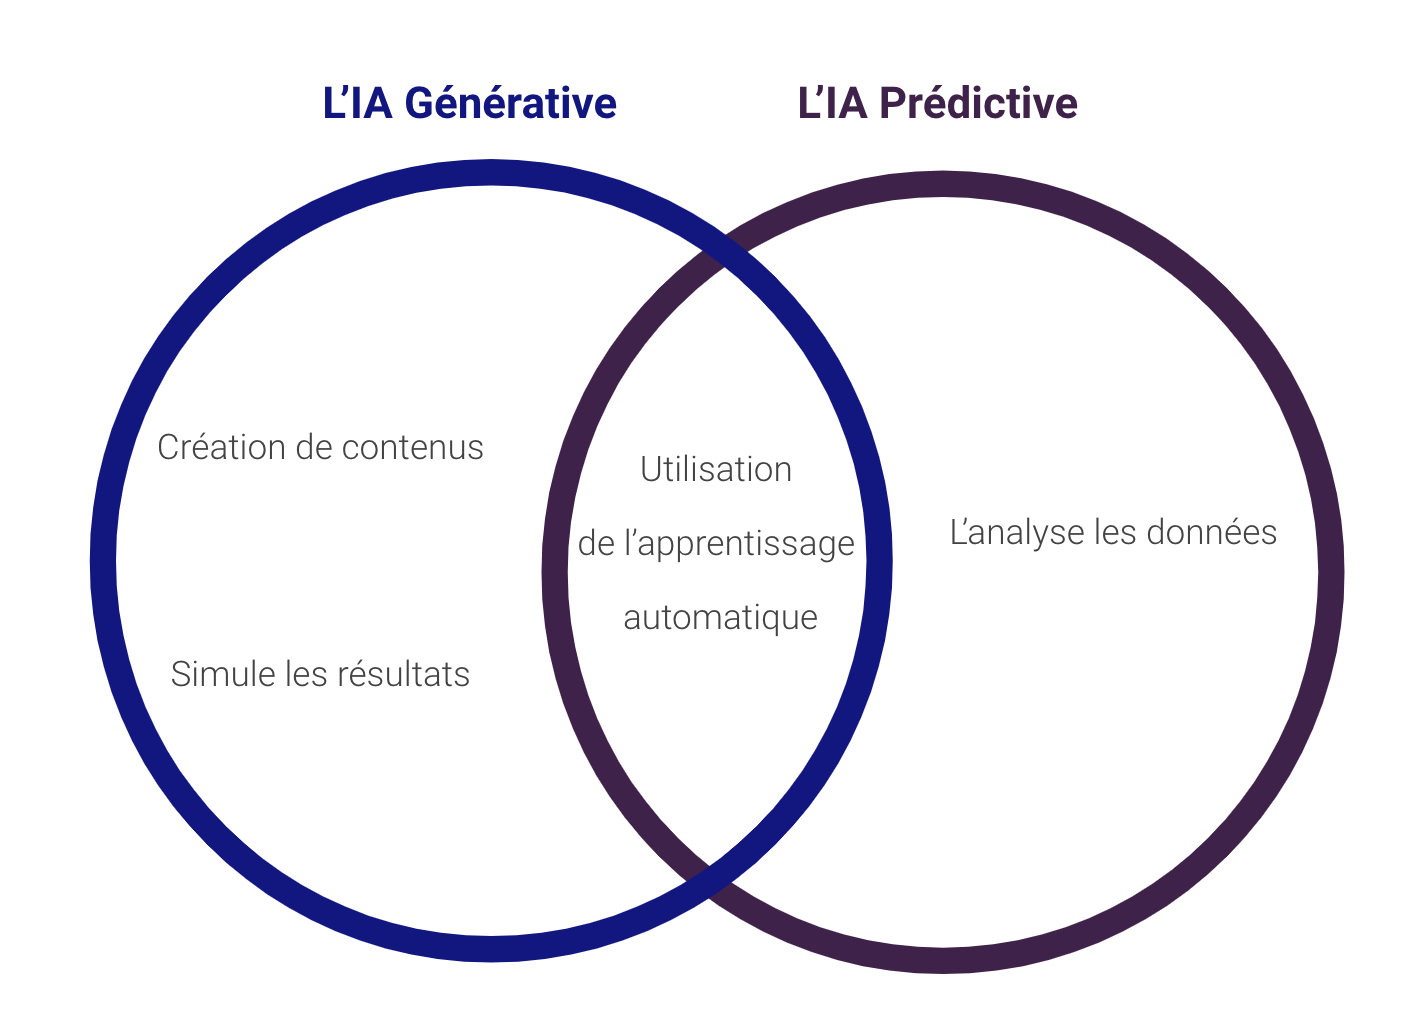 L’IA Générative
L’IA Prédictive
Création de contenus
Simule les résultats
Utilisation
de l’apprentissage
automatique
L’analyse les données